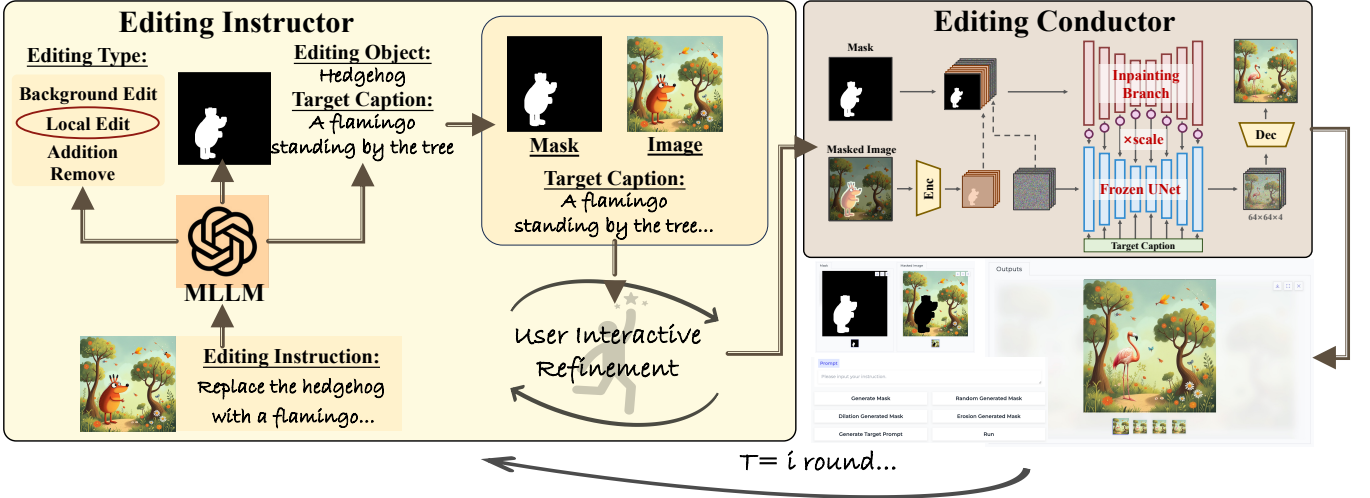 Editing Instructor
Editing Type:
Background Edit
Local Edit
Addition
Remove
Editing Object:
Hedgehog
Target Caption:
A flamingo
standing by the tree
MLLM
Editing Instruction:
Replace the hedgehog
with a flamingo...
Mask
Image
Target Caption:
A flamingo
standing by the tree...
User Interactive
Refinement
Editing Conductor
Mask
Masked Image
Enc
Inpainting
Branch
×scale
Frozen UNet
Target Caption
Dec
64×64×4
Mask
Masked Image
Prompt
Please input your instruction.
Generate Mask
Random Generated Mask
Dilation Generated Mask
Erosion Generated Mask
Generate Target Prompt
Run
Outputs
T= i round...